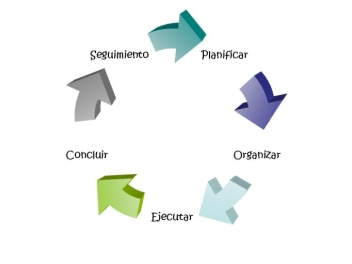 Seguimiento Planificar
Concluir Organizar
Ejecutar